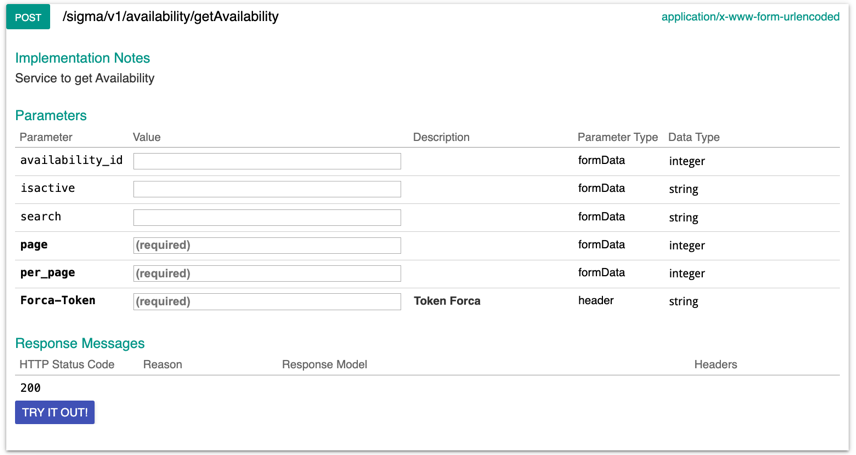 POST /sigma/v1/availability/getAvailability application/x-www-form-urlencoded
Implementation Notes
Service to get Availability
Parameters
Parameter Value Description Parameter Type Data Type
availability_id formData integer
isactive formData string
search formData string
page (required) formData integer
per_page (required) formData integer
Forca-Token (required) Token Forca header string
Response Messages
HTTP Status Code Reason Response Model Headers
200
TRY IT OUT!